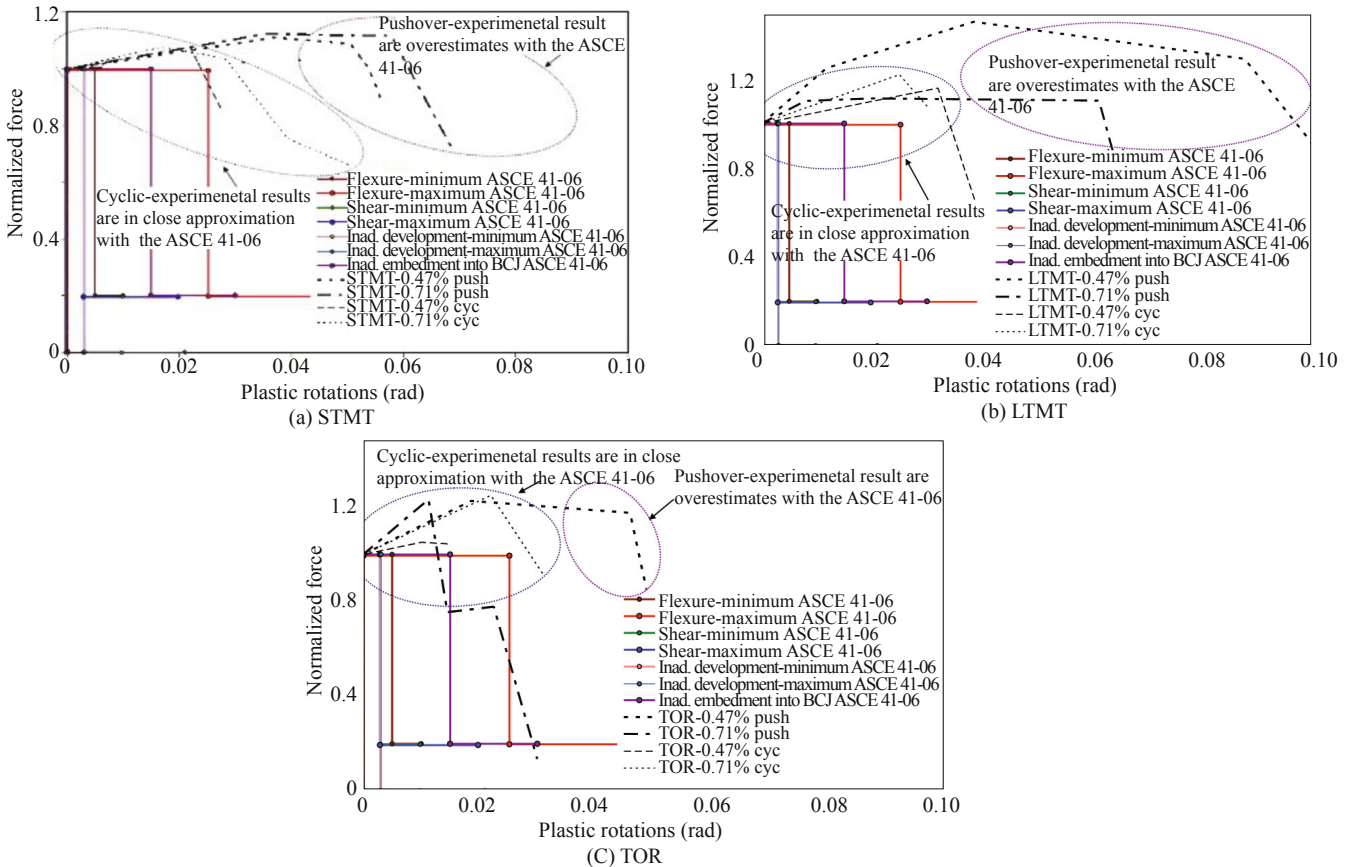 1.2
0.8
0.4
0
Normalized force
Pushover-experimenetal result
are overestimates with the ASCE
41-06
Cyclic-experimenetal results
are in close approximation
with the ASCE 41-06
Flexure-minimum ASCE 41-06
Flexure-maximum ASCE 41-06
Shear-minimum ASCE 41-06
Shear-maximum ASCE 41-06
Inad. development-minimum ASCE 41-06
Inad. development-maximum ASCE 41-06
Inad. embedment into BCJ ASCE 41-06
STMT-0.47% push
STMT-0.71% push
STMT-0.47% cyc
STMT-0.71% cyc
0 0.02 0.04 0.06 0.08 0.10
Plastic rotations (rad)
(a) STMT
1.2
0.8
0.4
0
Normalized force
Pushover-experimenetal result
are overestimates with the ASCE
41-06
Cyclic-experimenetal results
are in close approximation
with the ASCE 41-06
Flexure-minimum ASCE 41-06
Flexure-maximum ASCE 41-06
Shear-minimum ASCE 41-06
Shear-maximum ASCE 41-06
Inad. development-minimum ASCE 41-06
Inad. development-maximum ASCE 41-06
Inad. embedment into BCJ ASCE 41-06
LTMT-0.47% push
LTMT-0.71% push
LTMT-0.47% cyc
LTMT-0.71% cyc
0 0.02 0.04 0.06 0.08 0.10
Plastic rotations (rad)
(b) LTMT
1.2
0.8
0.4
0
Normalized force
Cyclic-experimenetal results are in close
approximation with the ASCE 41-06
Pushover-experimenetal result are
overestimates with the ASCE 41-06
Flexure-minimum ASCE 41-06
Flexure-maximum ASCE 41-06
Shear-minimum ASCE 41-06
Shear-maximum ASCE 41-06
Inad. development-minimum ASCE 41-06
Inad. development-maximum ASCE 41-06
Inad. embedment into BCJ ASCE 41-06
TOR-0.47% push
TOR-0.71% push
TOR-0.47% cyc
TOR-0.71% cyc
0 0.02 0.04 0.06 0.08 0.10
Plastic rotations (rad)
(C) TOR